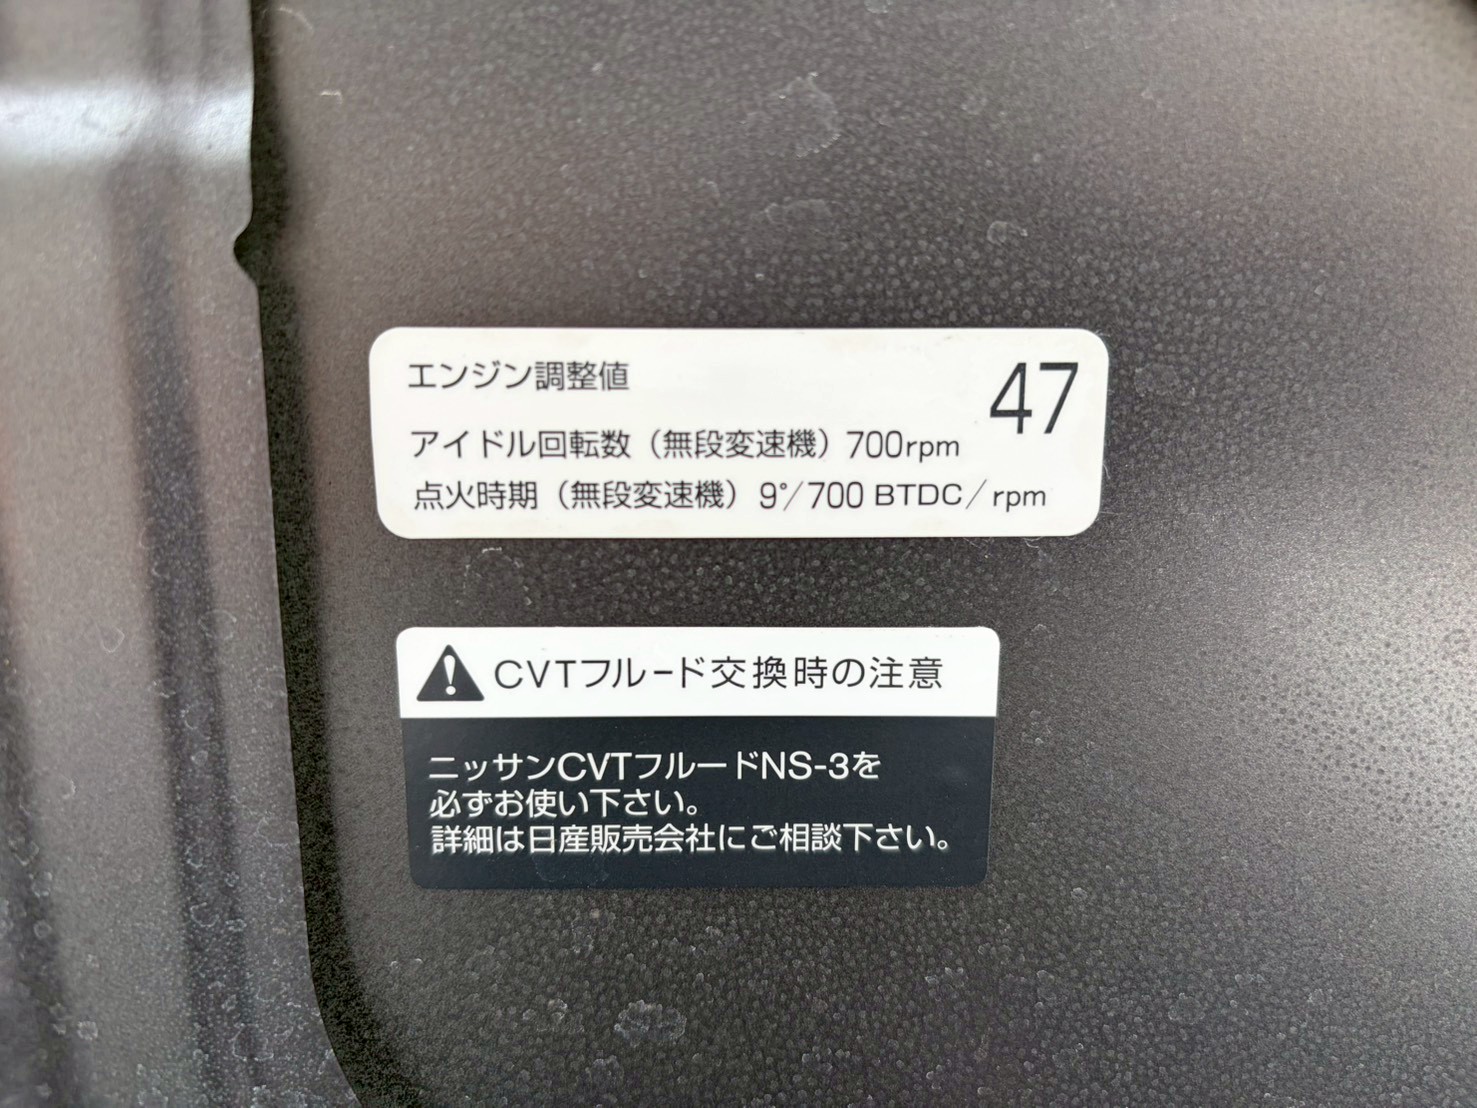 エンジン調整値
47
アイドル回転数（無段変速機）700rpm
点火時期（無段変速機）9°/700 BTDC/rpm
CVTフルード交換時の注意
ニッサンCVTフルードNS-3を
必ずお使い下さい。
詳細は日産販売会社にご相談下さい。